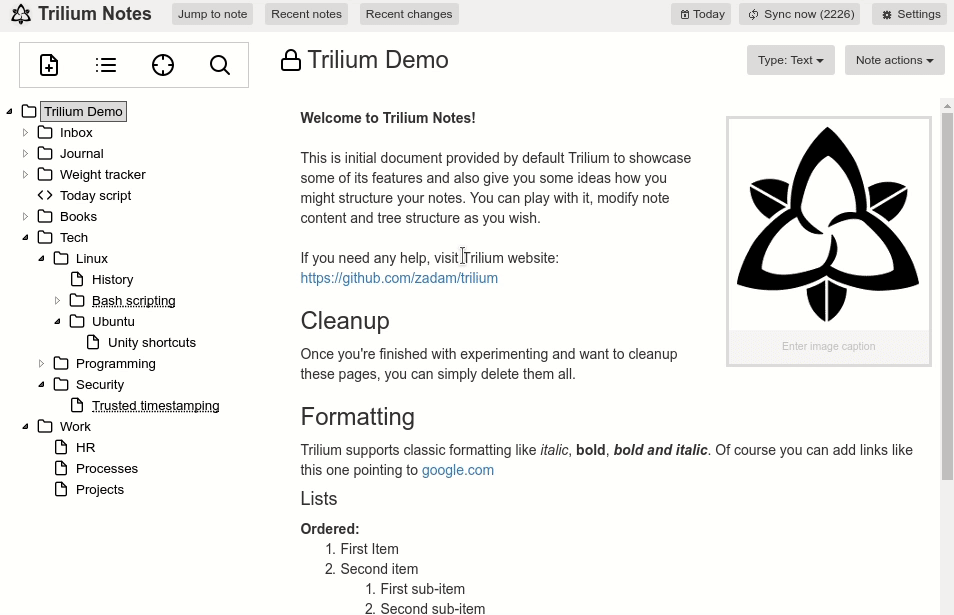 Trilium Notes
Jump to note
Recent notes
Recent changes
Today
Sync now (2226)
Settings
Trilium Demo
Type: Text
Note actions
Trilium Demo
Inbox
Journal
Weight tracker
Today script
Books
Tech
Linux
History
Bash scripting
Ubuntu
Unity shortcuts
Programming
Security
Trusted timestamping
Work
HR
Processes
Projects
Welcome to Trilium Notes!
This is initial document provided by default Trilium to showcase
some of its features and also give you some ideas how you
might structure your notes. You can play with it, modify note
content and tree structure as you wish.
If you need any help, visit Trilium website:
https://github.com/zadam/trilium
Enter image caption
Cleanup
Once you're finished with experimenting and want to cleanup
these pages, you can simply delete them all.
Formatting
Trilium supports classic formatting like italic, bold, bold and italic. Of course you can add links like
this one pointing to google.com
Lists
Ordered:
1. First Item
2. Second item
1. First sub-item
2. Second sub-item